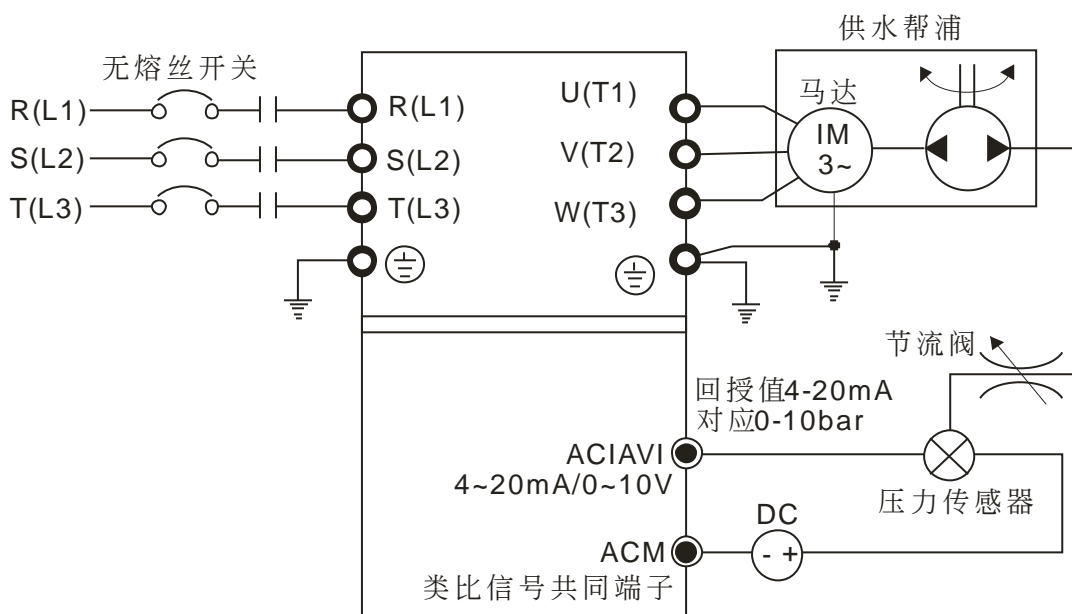 供水帮浦
无熔丝开关
马达
R(L1)
R(L1)
U(T1)
IM
3~
S(L2)
S(L2)
V(T2)
T(L3)
T(L3)
W(T3)
节流阀
回授值4-20mA
对应0-10bar
ACIAVI
4~20mA/0~10V
压力传感器
DC
- +
ACM
类比信号共同端子